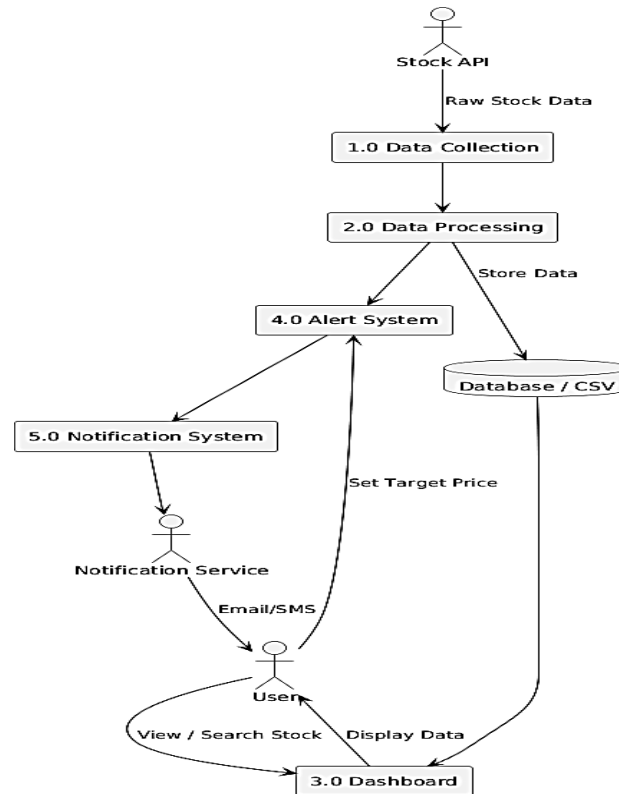 Stock API
Raw Stock Data
1.0 Data Collection
2.0 Data Processing
Store Data
4.0 Alert System
Database / CSV
5.0 Notification System
Set Target Price
Notification Service
Email/SMS
User
View / Search Stock
Display Data
3.0 Dashboard